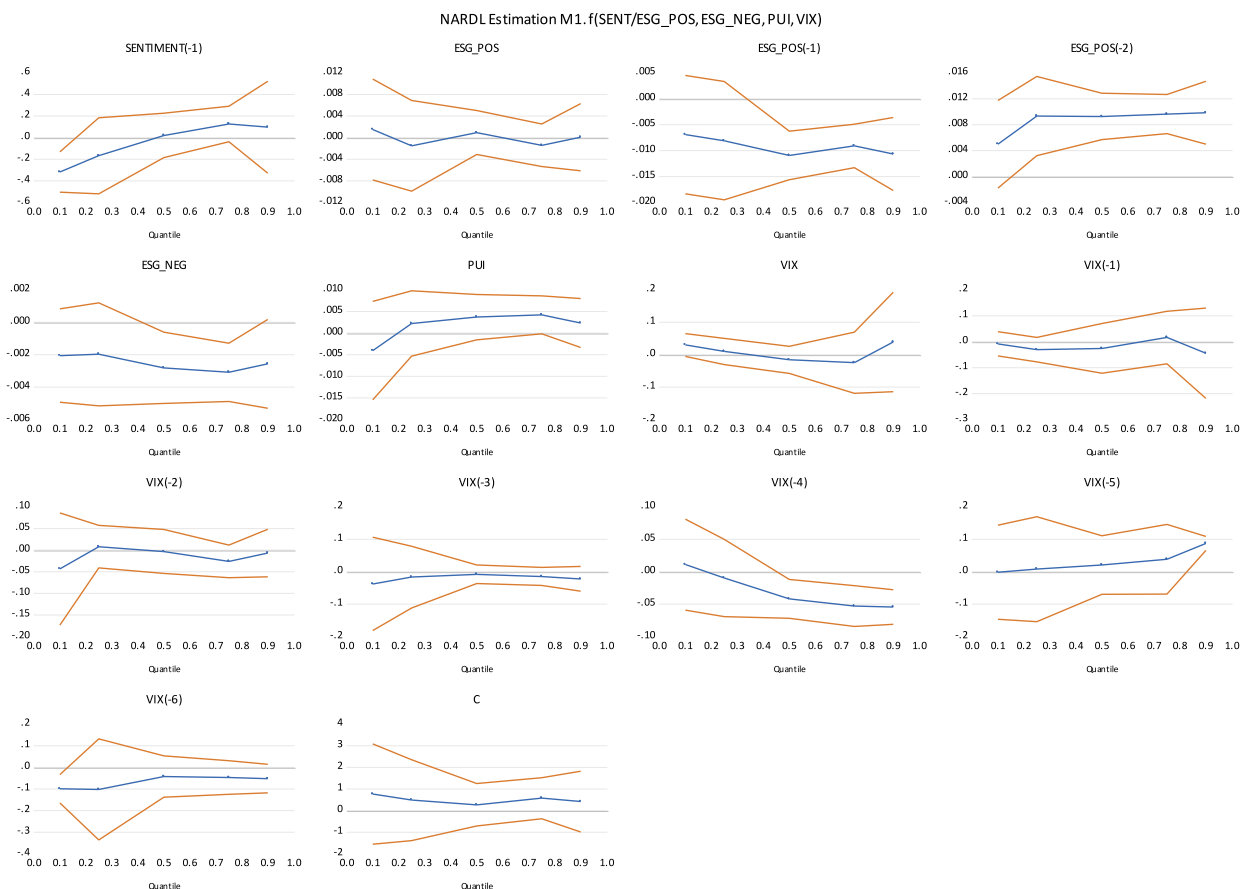 NARDL Estimation M1. f(SENT/ESG_POS, ESG_NEG, PUI, VIX)
SENTIMENT(-1)
.6
.4
.2
.0
-.2
-.4
-.6
0.0 0.1 0.2 0.3 0.4 0.5 0.6 0.7 0.8 0.9 1.0
Quantile
ESG_POS
.012
.008
.004
.000
-.004
-.008
-.012
0.0 0.1 0.2 0.3 0.4 0.5 0.6 0.7 0.8 0.9 1.0
Quantile
ESG_POS(-1)
.005
.000
-.005
-.010
-.015
-.020
0.0 0.1 0.2 0.3 0.4 0.5 0.6 0.7 0.8 0.9 1.0
Quantile
ESG_POS(-2)
.016
.012
.008
.004
.000
-.004
0.0 0.1 0.2 0.3 0.4 0.5 0.6 0.7 0.8 0.9 1.0
Quantile
ESG_NEG
.002
.000
-.002
-.004
-.006
0.0 0.1 0.2 0.3 0.4 0.5 0.6 0.7 0.8 0.9 1.0
Quantile
PUI
.010
.005
.000
-.005
-.010
-.015
-.020
0.0 0.1 0.2 0.3 0.4 0.5 0.6 0.7 0.8 0.9 1.0
Quantile
VIX
.2
.1
.0
-.1
-.2
0.0 0.1 0.2 0.3 0.4 0.5 0.6 0.7 0.8 0.9 1.0
Quantile
VIX(-1)
.2
.1
.0
-.1
-.2
-.3
0.0 0.1 0.2 0.3 0.4 0.5 0.6 0.7 0.8 0.9 1.0
Quantile
VIX(-2)
.10
.05
.00
-.05
-.10
-.15
-.20
0.0 0.1 0.2 0.3 0.4 0.5 0.6 0.7 0.8 0.9 1.0
Quantile
VIX(-3)
.2
.1
.0
-.1
-.2
0.0 0.1 0.2 0.3 0.4 0.5 0.6 0.7 0.8 0.9 1.0
Quantile
VIX(-4)
.10
.05
.00
-.05
-.10
0.0 0.1 0.2 0.3 0.4 0.5 0.6 0.7 0.8 0.9 1.0
Quantile
VIX(-5)
.2
.1
.0
-.1
-.2
0.0 0.1 0.2 0.3 0.4 0.5 0.6 0.7 0.8 0.9 1.0
Quantile
VIX(-6)
.2
.1
.0
-.1
-.2
-.3
-.4
0.0 0.1 0.2 0.3 0.4 0.5 0.6 0.7 0.8 0.9 1.0
Quantile
C
4
3
2
1
0
-1
-2
0.0 0.1 0.2 0.3 0.4 0.5 0.6 0.7 0.8 0.9 1.0
Quantile